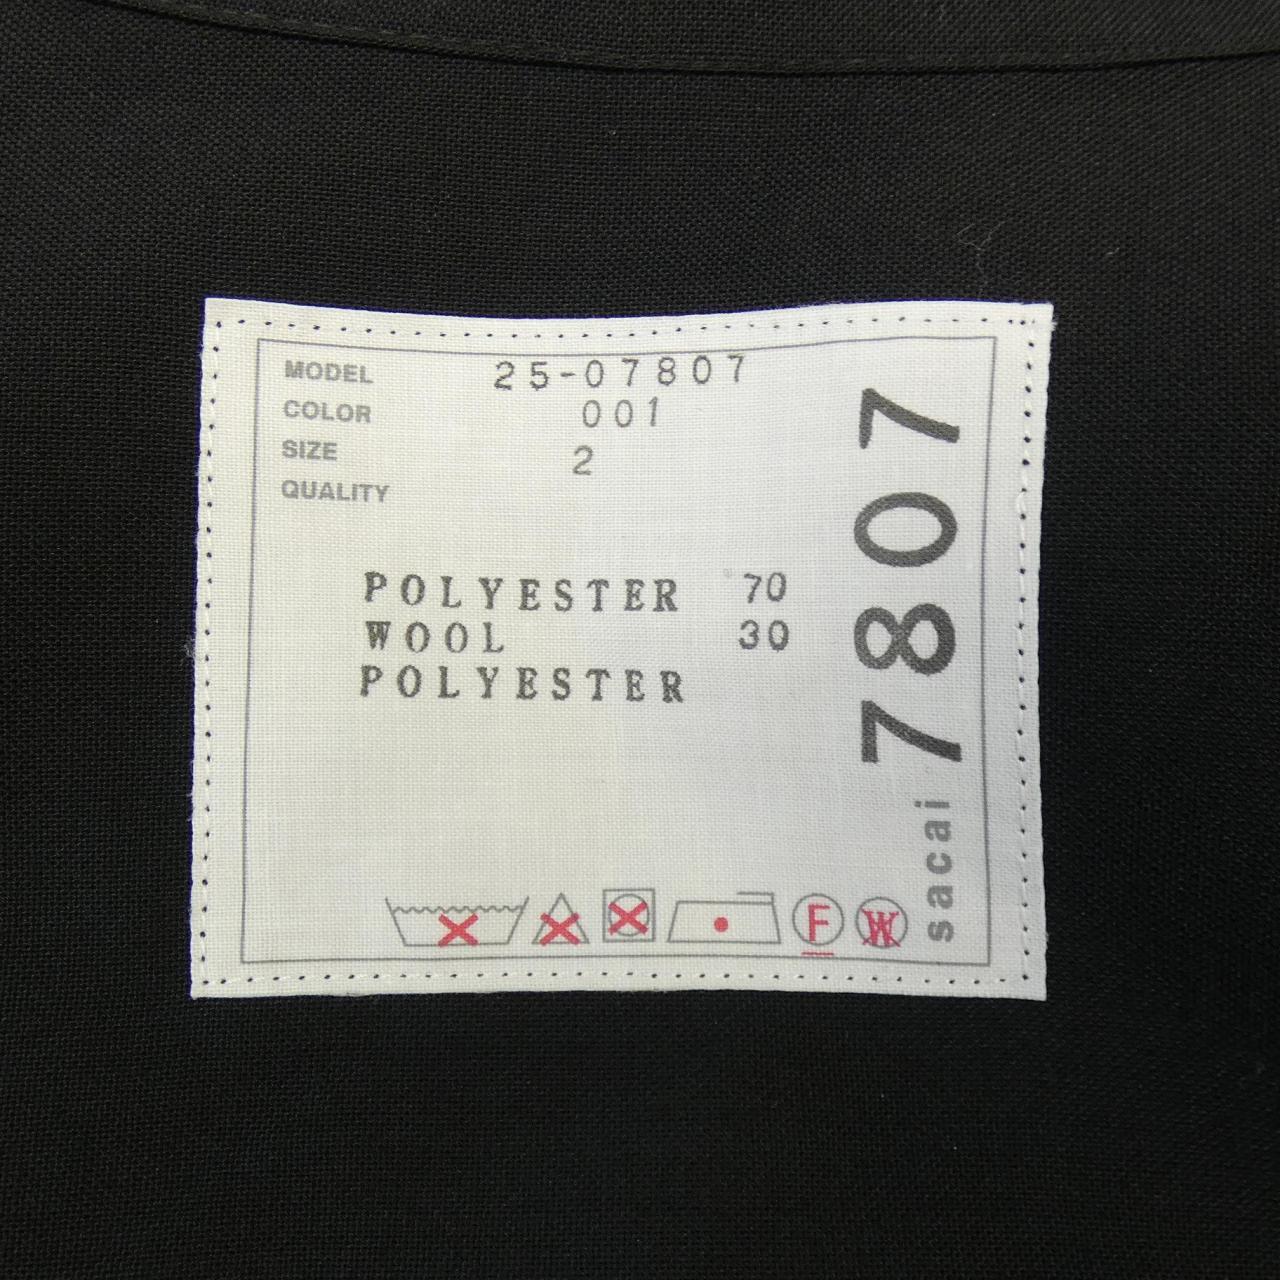 MODEL 25-07807
COLOR 001
SIZE 2
QUALITY
POLYESTER 70
WOOL 30
POLYESTER
F W
sacai 7807